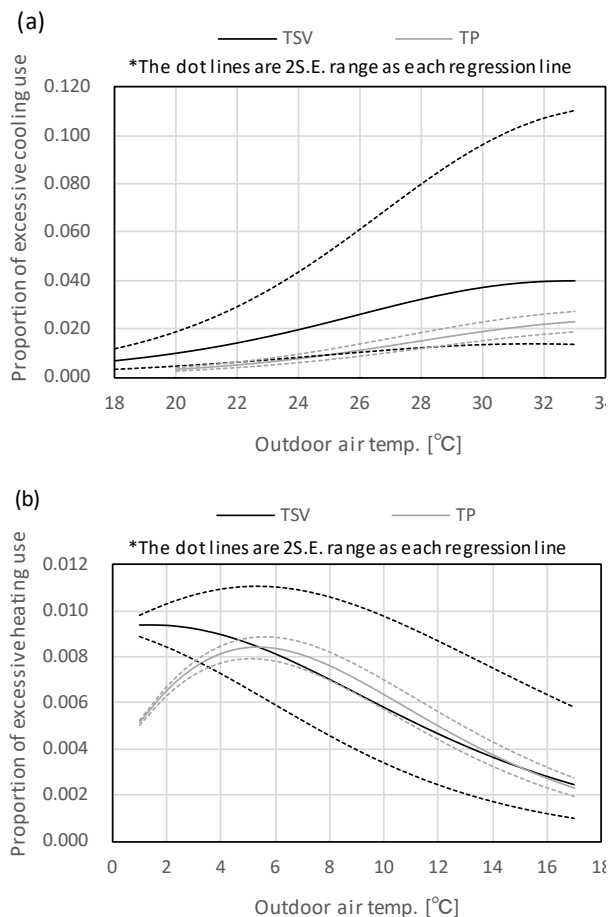 (a)
TSV TP
*The dot lines are 2S.E. range as each regression line
Proportion of excessive cooling use
0.120
0.100
0.080
0.060
0.040
0.020
0.000
18 20 22 24 26 28 30 32 34
Outdoor air temp. [°C]
(b)
TSV TP
*The dot lines are 2S.E. range as each regression line
Proportion of excessive heating use
0.012
0.010
0.008
0.006
0.004
0.002
0.000
0 2 4 6 8 10 12 14 16 18
Outdoor air temp. [°C]